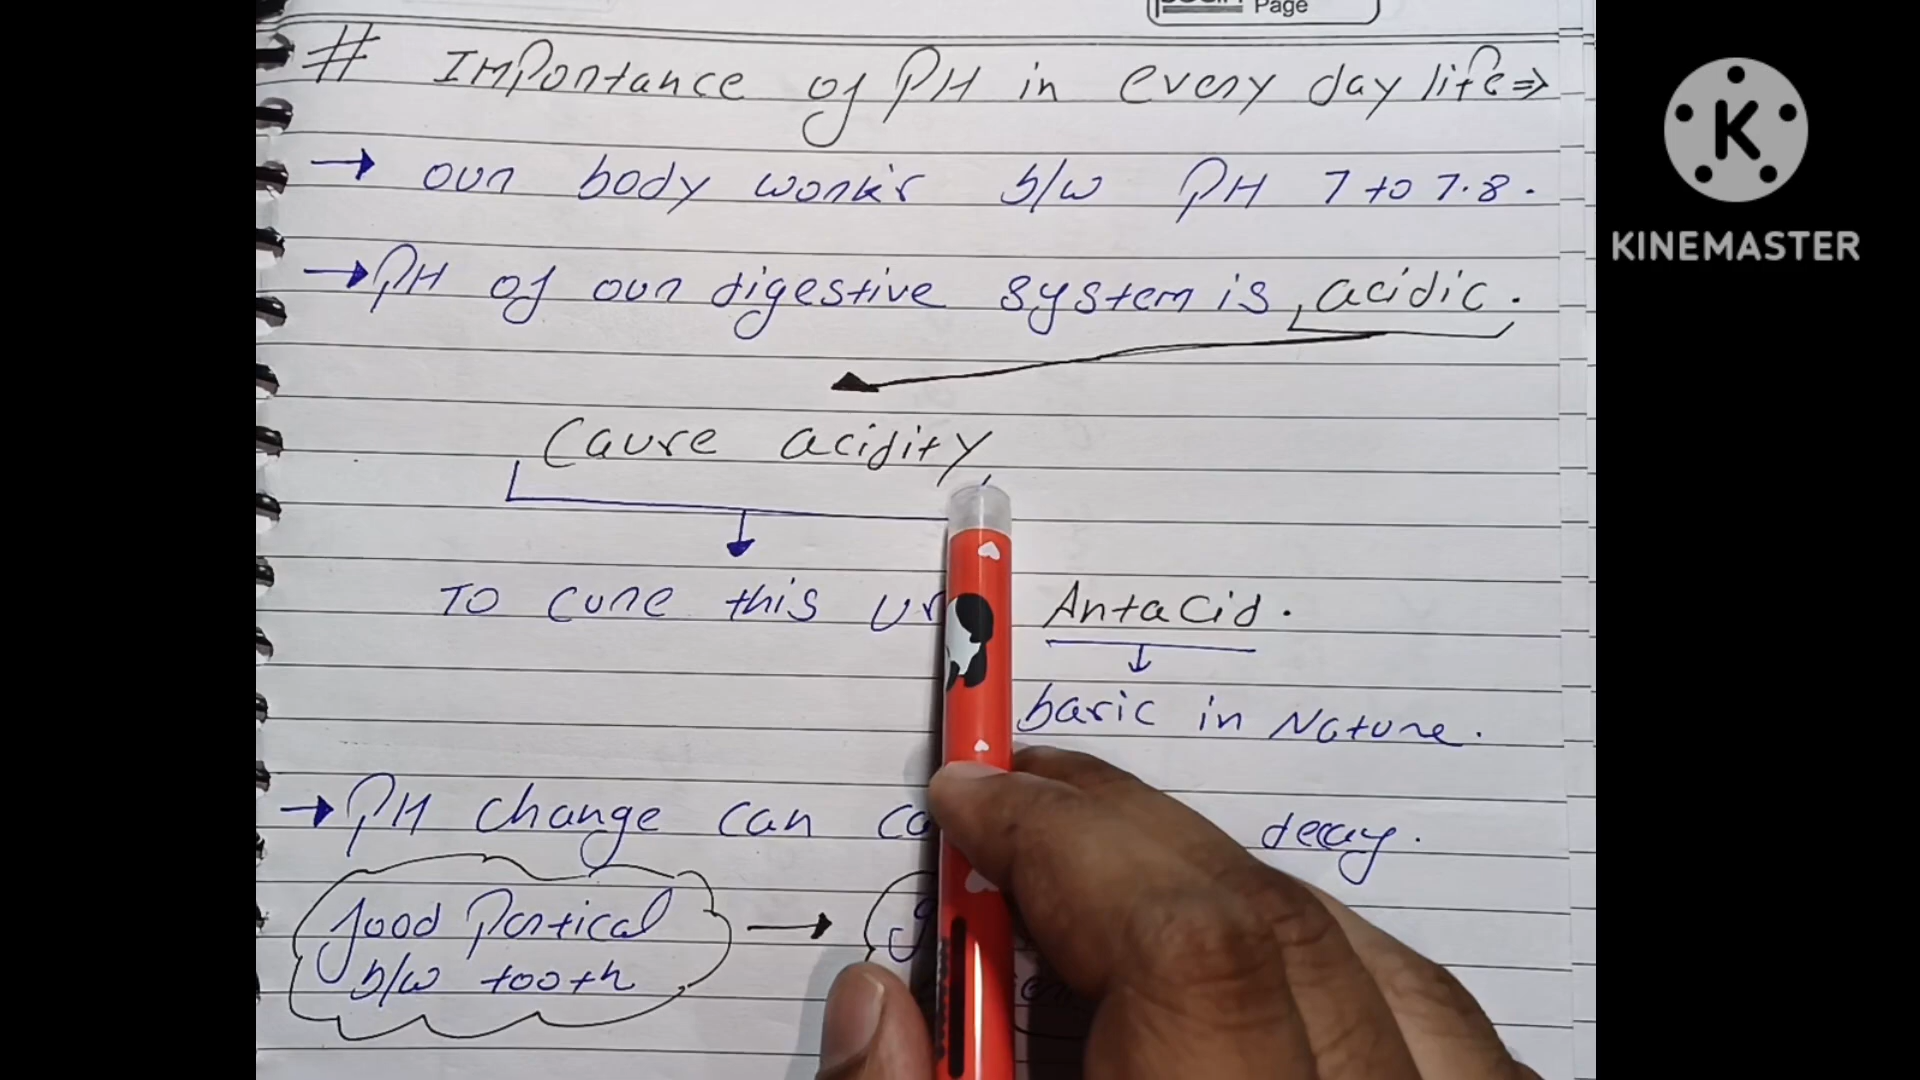 Page
# Importance of PH in every day life ⇒
→ our body work's b/w PH 7 to 7.8.
→ PH of our digestive system is acidic.
Cause acidity
To cure this Antacid.
basic in Nature.
→ PH change can decay.
good Partical →
b/w tooth
K
KINEMASTER